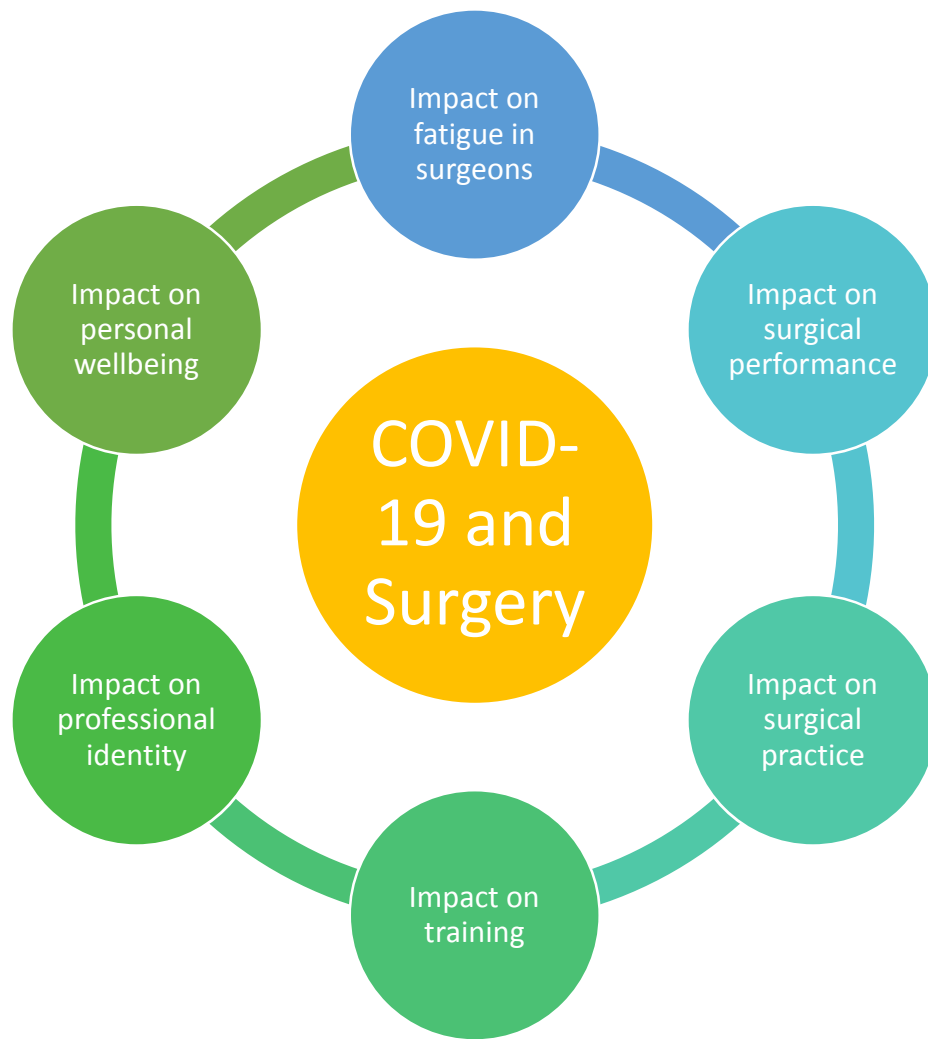 Impact on
fatigue in
surgeons
Impact on
surgical
performance
Impact on
surgical
practice
Impact on
training
Impact on
professional
identity
Impact on
personal
wellbeing
COVID-
19 and
Surgery